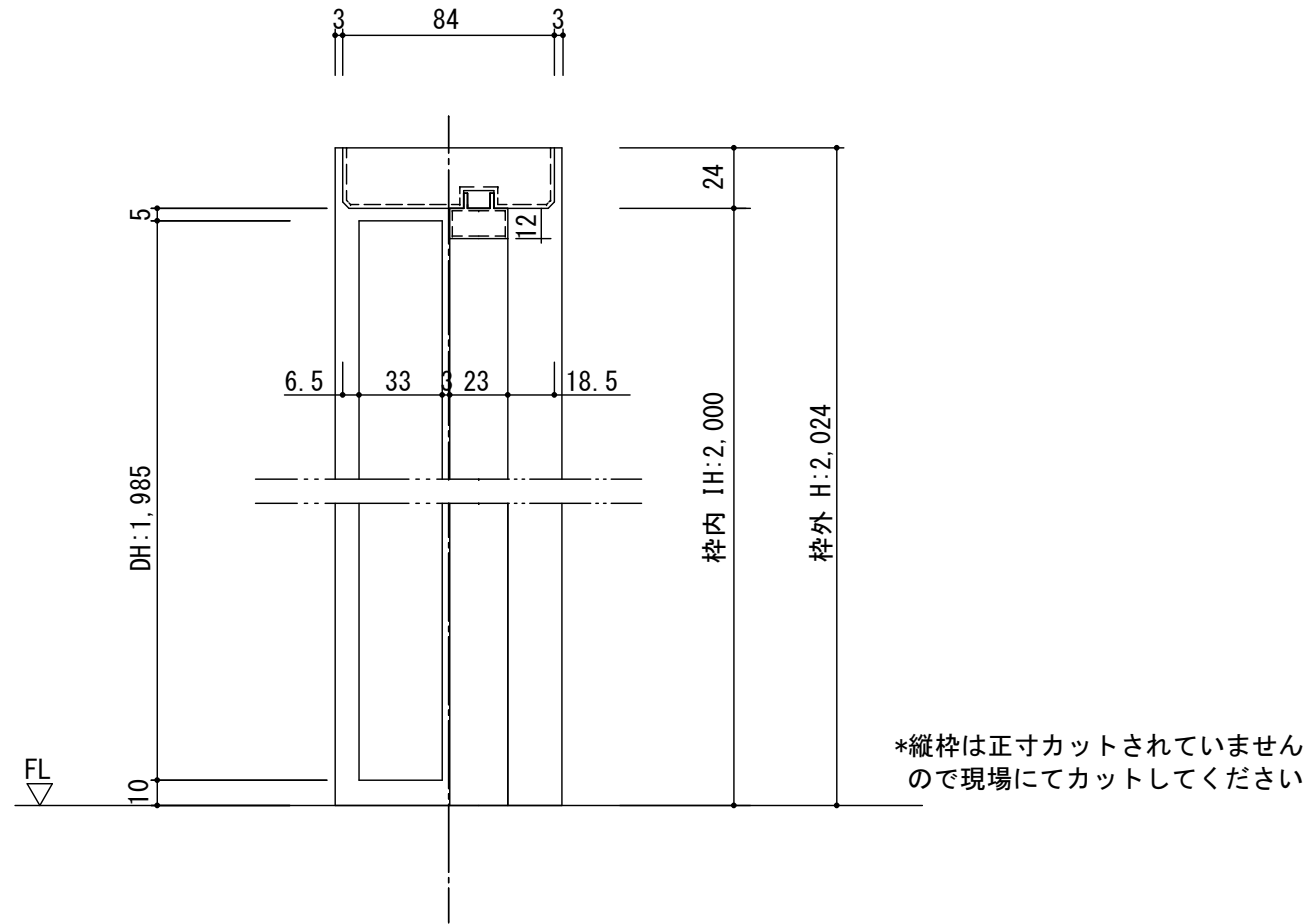 3 84 3
24
5
12
6.5 33 3 23 18.5
DH:1,985
枠内 IH:2,000
枠外 H:2,024
*縦枠は正寸カットされていません
ので現場にてカットしてください
FL
10